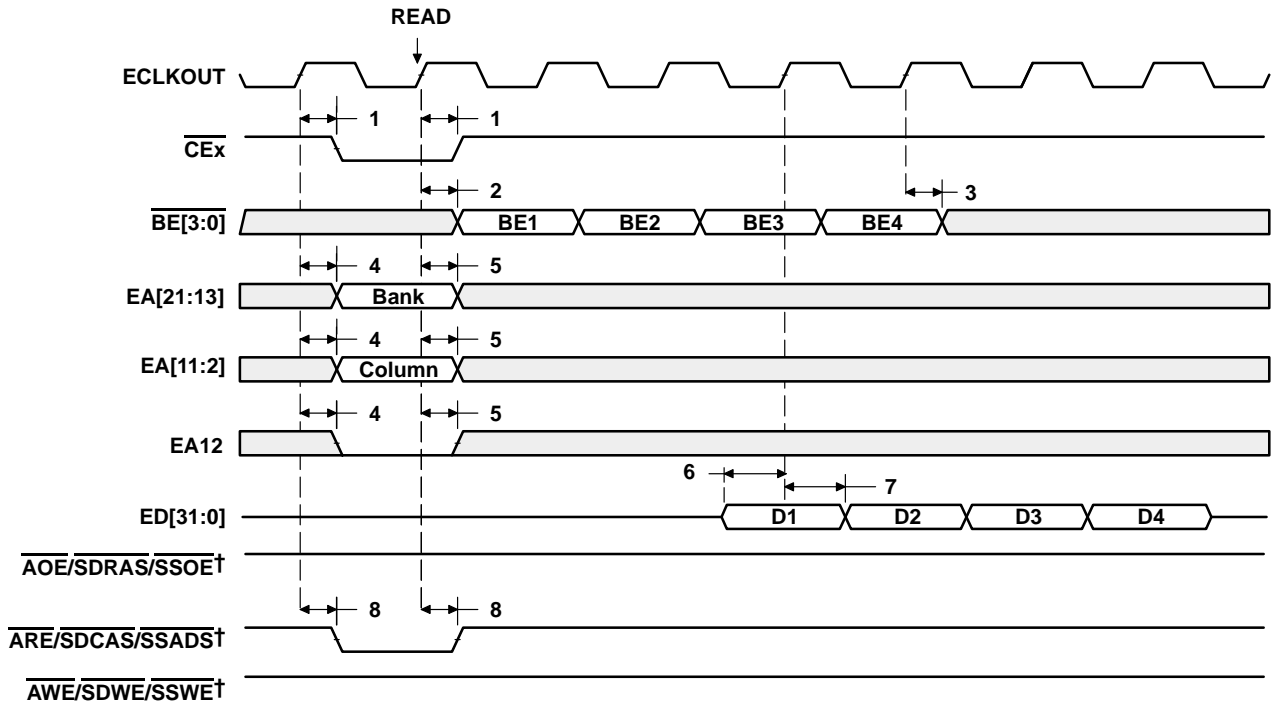 READ
ECLKOUT
1 1
CEx
2 3
BE[3:0] BE1 BE2 BE3 BE4
4 5
EA[21:13] Bank
4 5
EA[11:2] Column
4 5
EA12
6 7
ED[31:0] D1 D2 D3 D4
AOE/SDRAS/SSOE†
8 8
ARE/SDCAS/SSADS†
AWE/SDWE/SSWE†